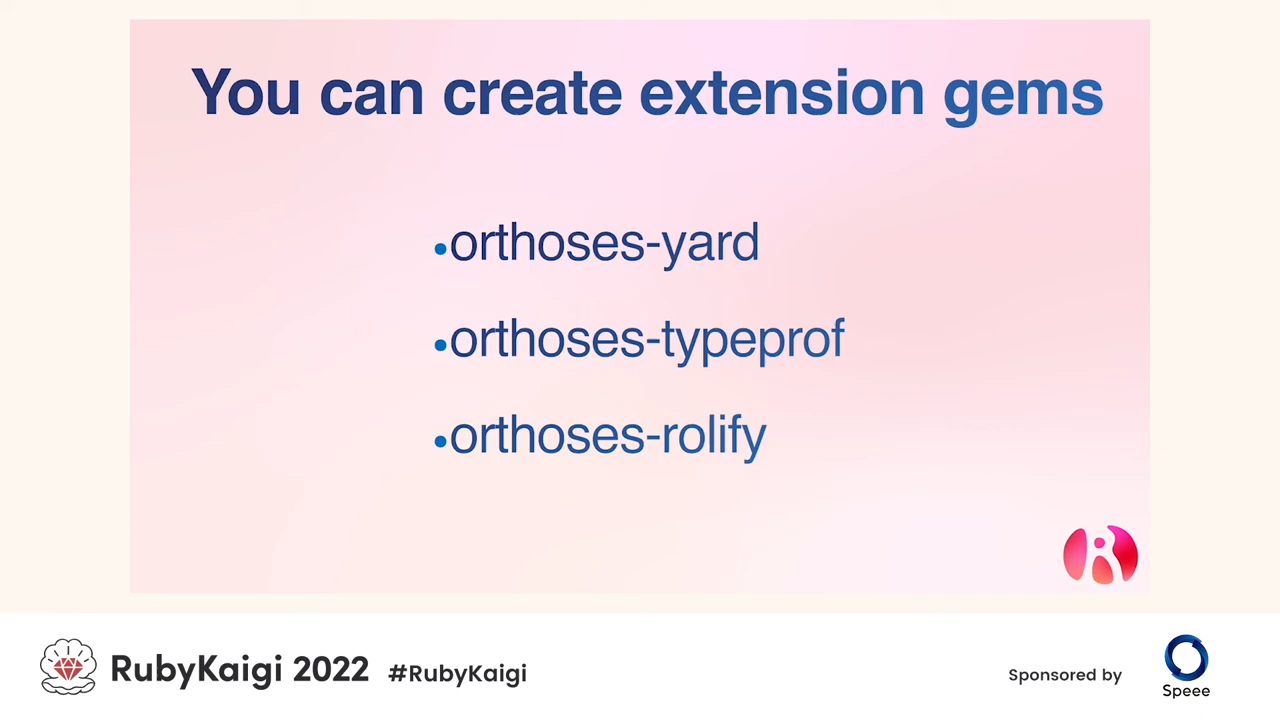 You can create extension gems
•orthoses-yard
•orthoses-typeprof
•orthoses-rolify
RubyKaigi 2022 #RubyKaigi
Sponsored by
Speee